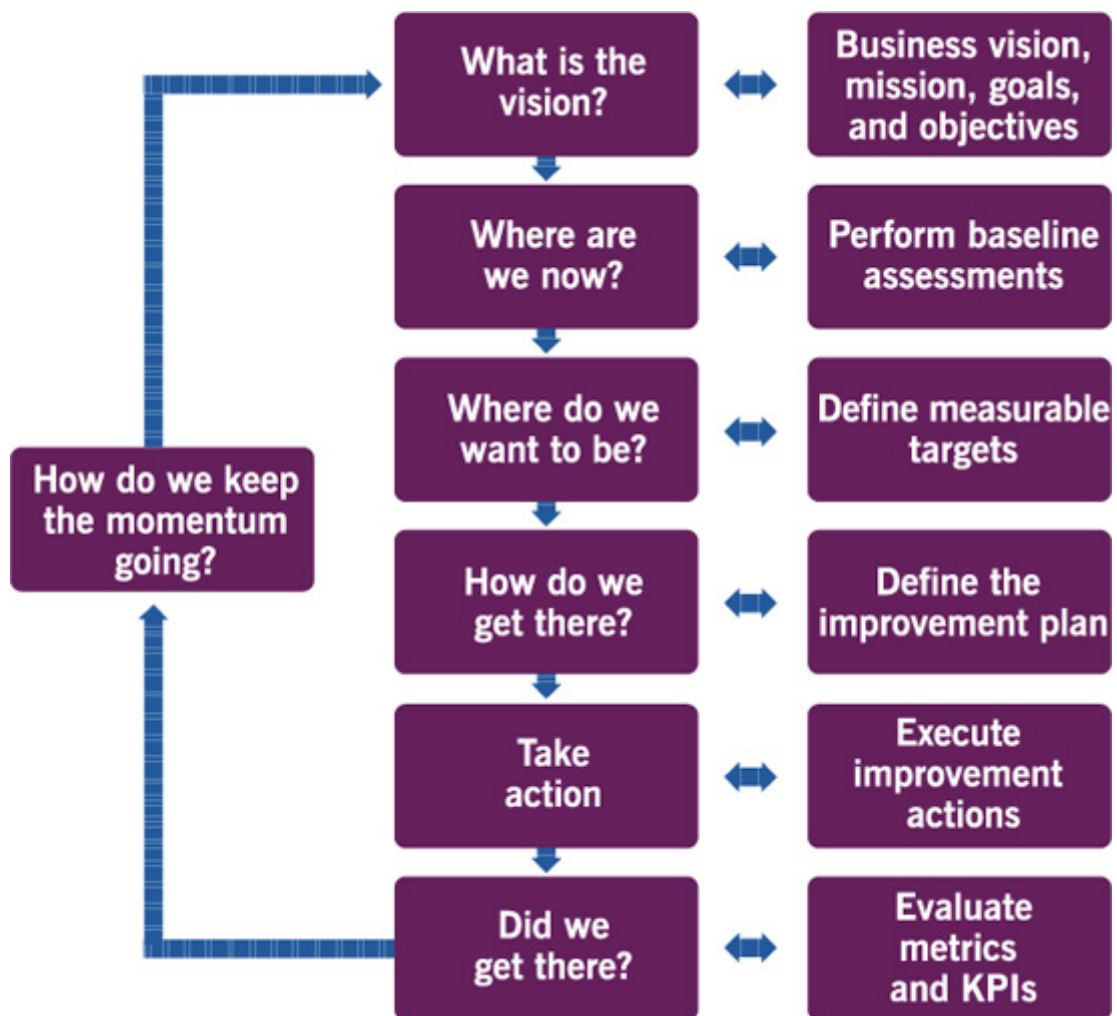 What is the
vision?
Business vision,
mission, goals,
and objectives
Where are
we now?
Perform baseline
assessments
Where do we
want to be?
Define measurable
targets
How do we keep
the momentum
going?
How do we
get there?
Define the
improvement plan
Take
action
Execute
improvement
actions
Did we
get there?
Evaluate
metrics
and KPIs